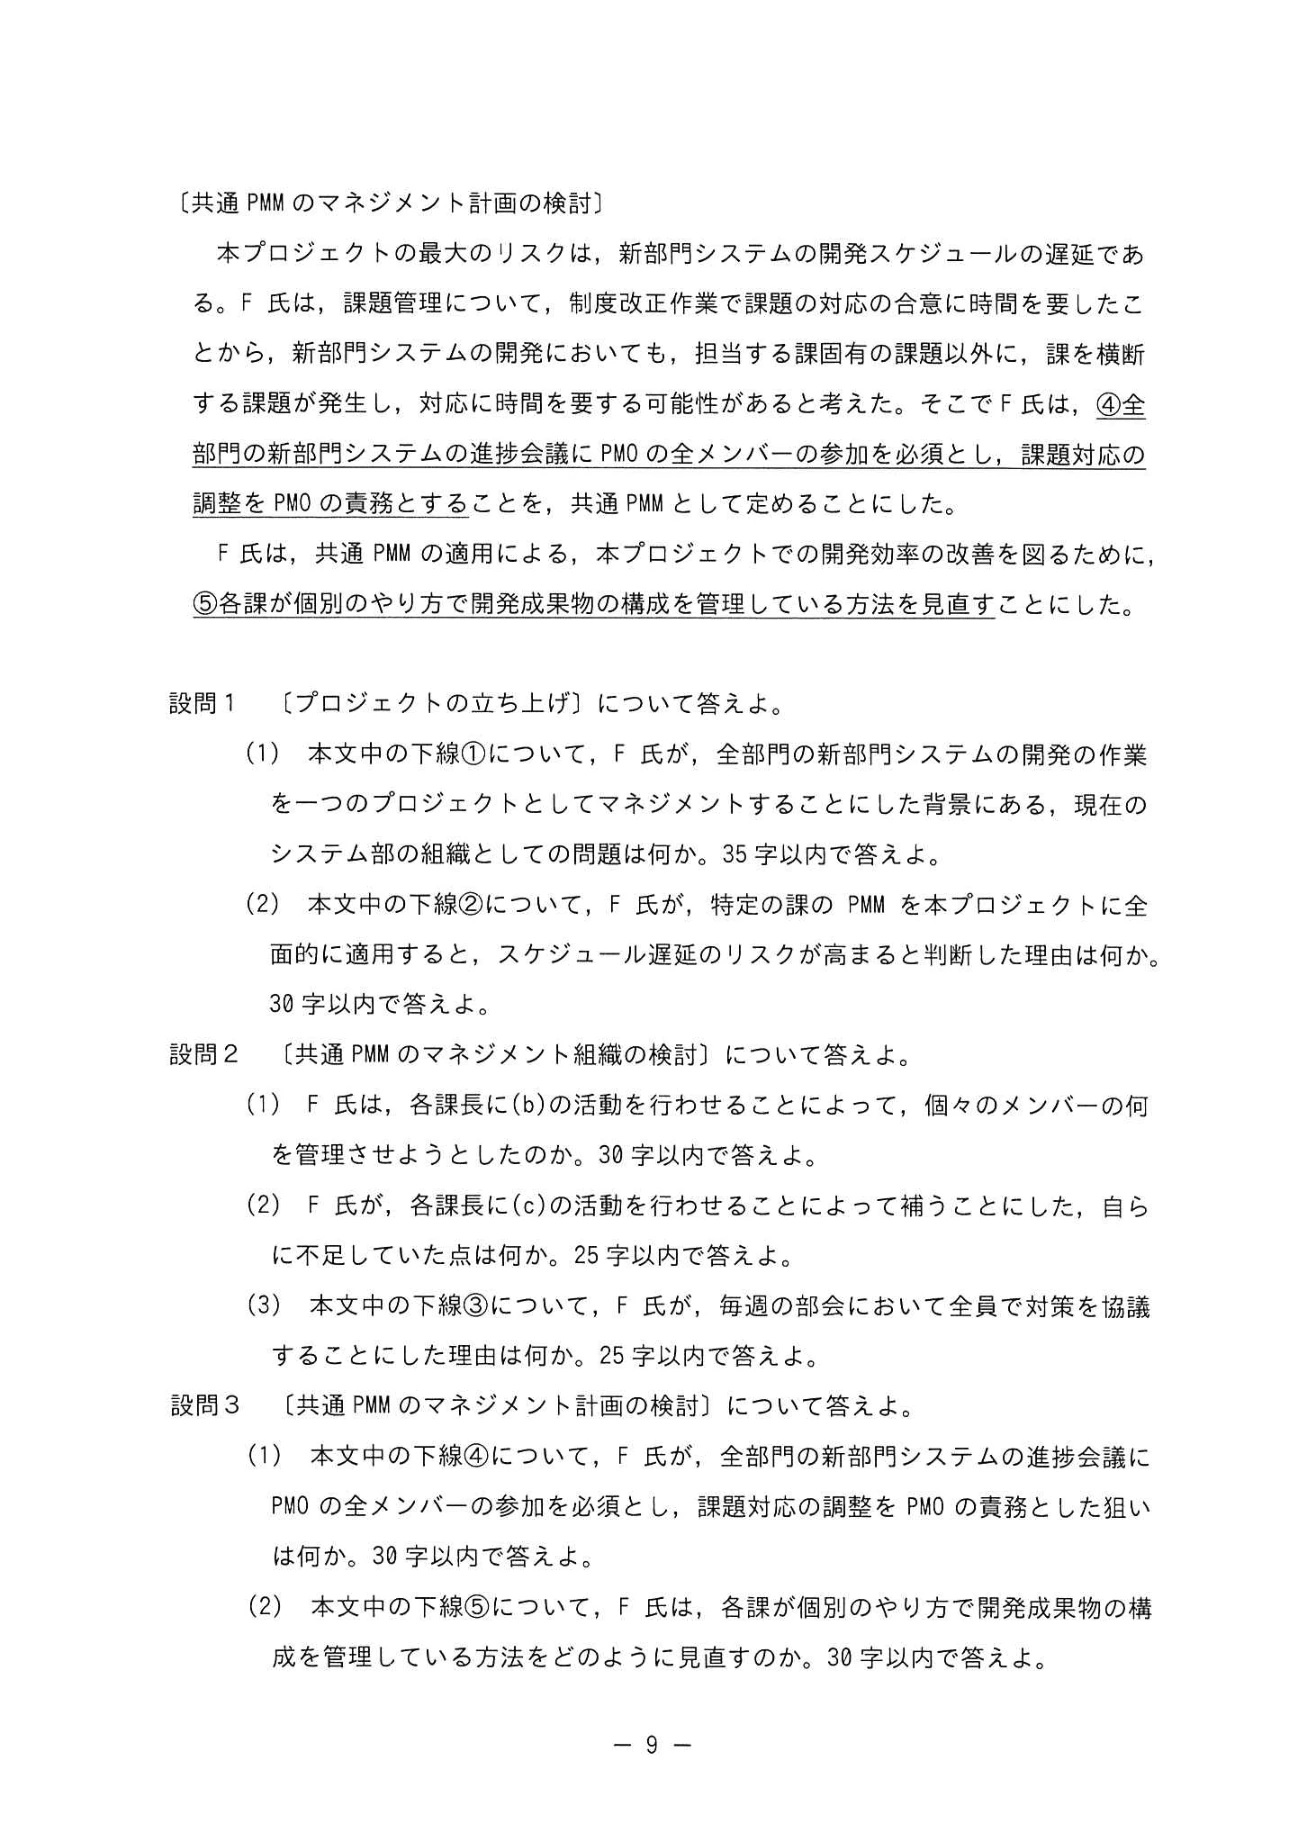 〔共通 PMM のマネジメント計画の検討〕
本プロジェクトの最大のリスクは，新部門システムの開発スケジュールの遅延であ
る。F 氏は，課題管理について，制度改正作業で課題の対応の合意に時間を要したこ
とから，新部門システムの開発においても，担当する課固有の課題以外に，課を横断
する課題が発生し，対応に時間を要する可能性があると考えた。そこで F 氏は，④全
部門の新部門システムの進捗会議に PMO の全メンバーの参加を必須とし，課題対応の
調整を PMO の責務とすることを，共通 PMM として定めることにした。
F 氏は，共通 PMM の適用による，本プロジェクトでの開発効率の改善を図るために，
⑤各課が個別のやり方で開発成果物の構成を管理している方法を見直すことにした。
設問１ 〔プロジェクトの立ち上げ〕について答えよ。
(1) 本文中の下線①について，F 氏が，全部門の新部門システムの開発の作業
を一つのプロジェクトとしてマネジメントすることにした背景にある，現在の
システム部の組織としての問題は何か。35 字以内で答えよ。
(2) 本文中の下線②について，F 氏が，特定の課の PMM を本プロジェクトに全
面的に適用すると，スケジュール遅延のリスクが高まると判断した理由は何か。
30 字以内で答えよ。
設問２ 〔共通 PMM のマネジメント組織の検討〕について答えよ。
(1) F 氏は，各課長に(b)の活動を行わせることによって，個々のメンバーの何
を管理させようとしたのか。30 字以内で答えよ。
(2) F 氏が，各課長に(c)の活動を行わせることによって補うことにした，自ら
に不足していた点は何か。25 字以内で答えよ。
(3) 本文中の下線③について，F 氏が，毎週の部会において全員で対策を協議
することにした理由は何か。25 字以内で答えよ。
設問３ 〔共通 PMM のマネジメント計画の検討〕について答えよ。
(1) 本文中の下線④について，F 氏が，全部門の新部門システムの進捗会議に
PMO の全メンバーの参加を必須とし，課題対応の調整を PMO の責務とした狙い
は何か。30 字以内で答えよ。
(2) 本文中の下線⑤について，F 氏は，各課が個別のやり方で開発成果物の構
成を管理している方法をどのように見直すのか。30 字以内で答えよ。
－ 9 －